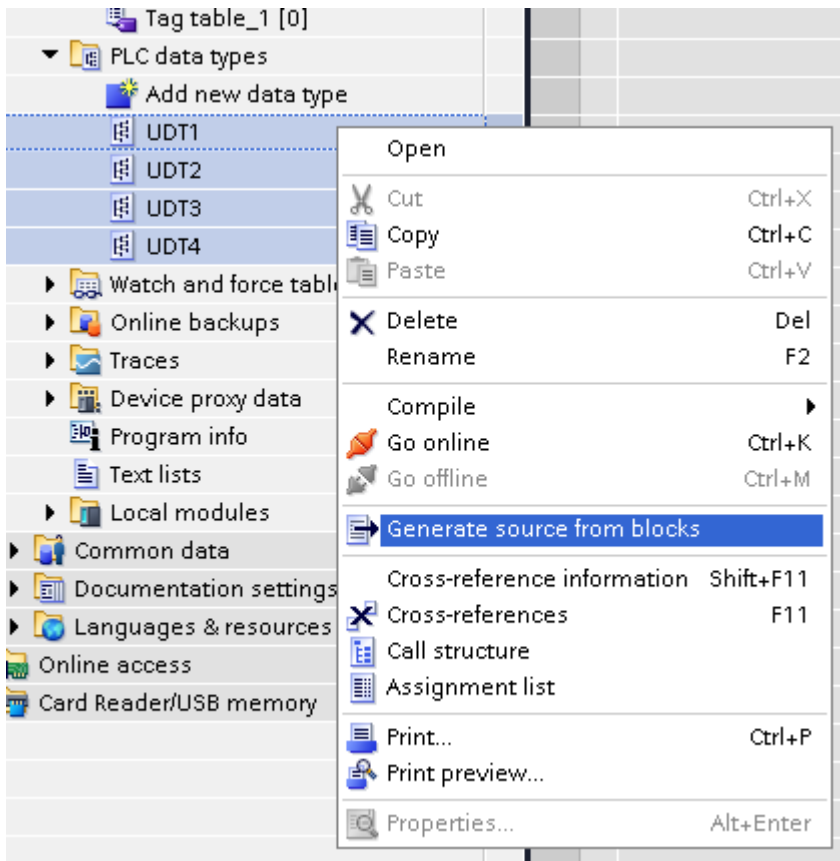 Tag table_1 [0]
PLC data types
Add new data type
UDT1
UDT2
UDT3
UDT4
Watch and force tabl
Online backups
Traces
Device proxy data
Program info
Text lists
Local modules
Common data
Documentation settings
Languages & resources
Online access
Card Reader/USB memory
Open
Cut Ctrl+X
Copy Ctrl+C
Paste Ctrl+V
Delete Del
Rename F2
Compile
Go online Ctrl+K
Go offline Ctrl+M
Generate source from blocks
Cross-reference information Shift+F11
Cross-references F11
Call structure
Assignment list
Print... Ctrl+P
Print preview...
Properties... Alt+Enter